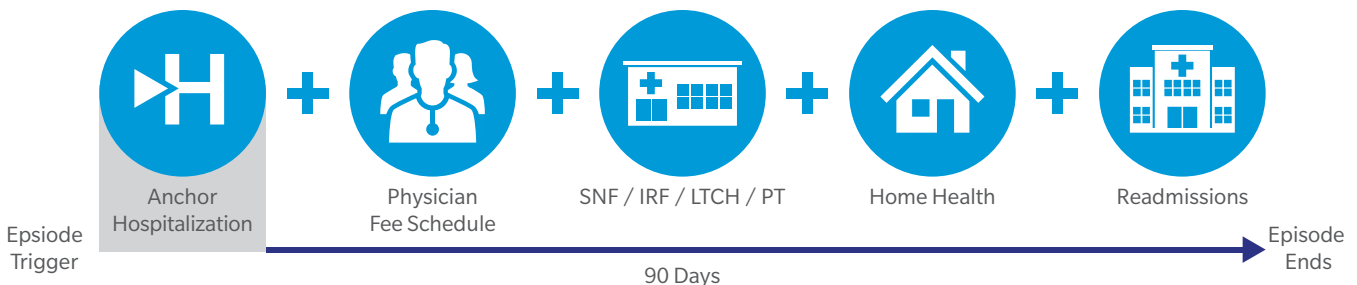 Anchor
Hospitalization
Physician
Fee Schedule
SNF / IRF / LTCH / PT
Home Health
Readmissions
Epsiode
Trigger
90 Days
Episode
Ends